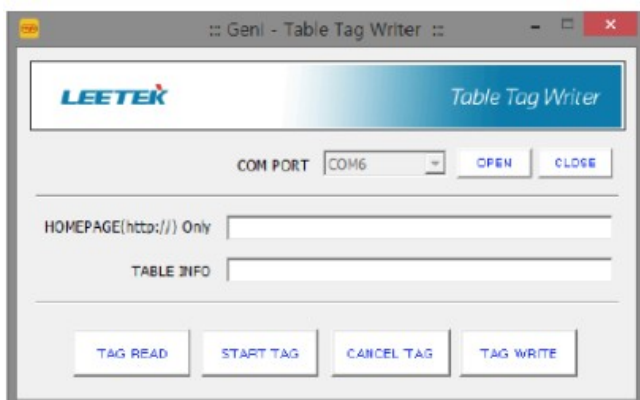 ::: GenI - Table Tag Writer :::
LEETEK
Table Tag Writer
COM PORT COM6 OPEN CLOSE
HOMEPAGE(http://) Only
TABLE INFO
TAG READ START TAG CANCEL TAG TAG WRITE